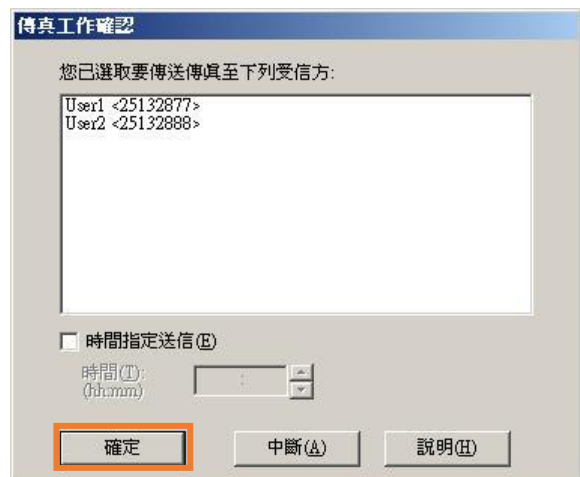 傳真工作確認
您已選取要傳送傳眞至下列受信方:
User1 <25132877>
User2 <25132888>
時間指定送信(E)
時間(T):
(hh:mm)
:
確定 中斷(A) 說明(H)